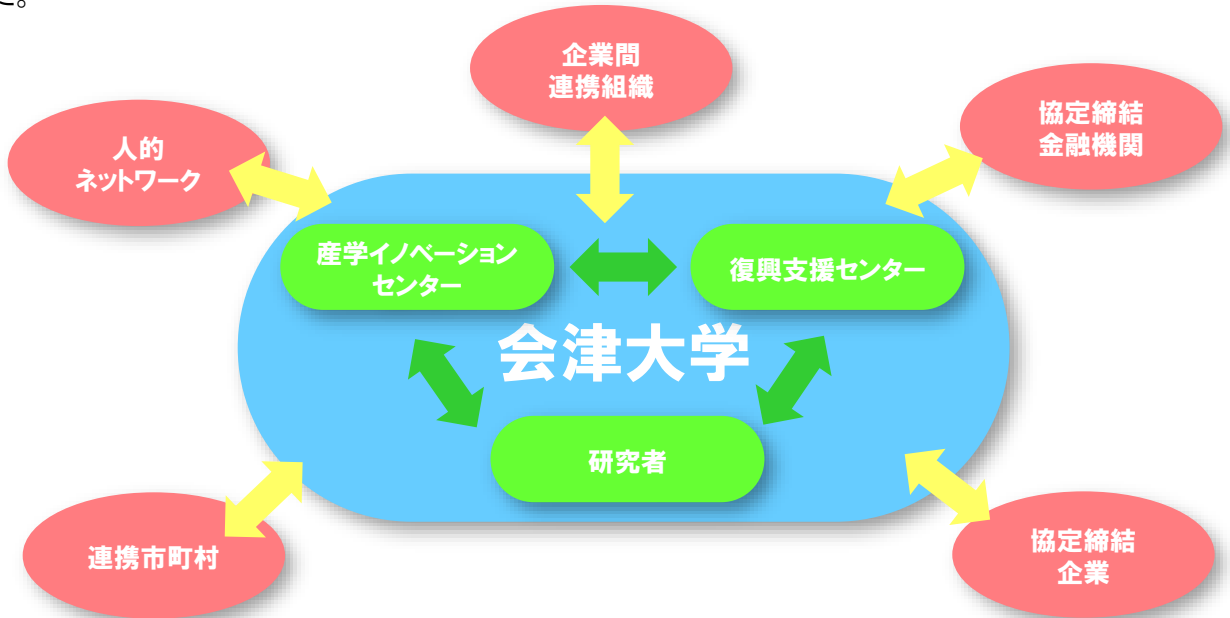 た。
企業間
連携組織
協定締結
金融機関
人的
ネットワーク
産学イノベーション
センター
復興支援センター
会津大学
研究者
連携市町村
協定締結
企業